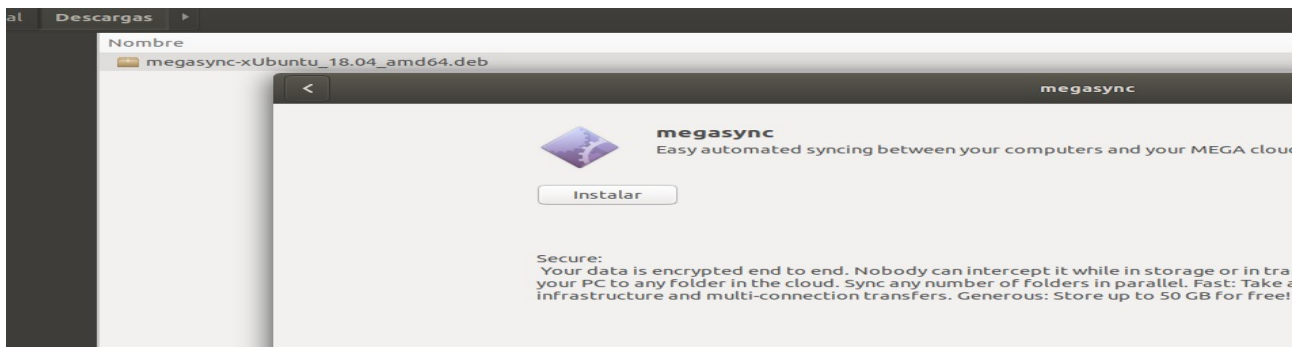 al Descargas
Nombre
megasync-xUbuntu_18.04_amd64.deb
megasync
megasync
Easy automated syncing between your computers and your MEGA clou
Instalar
Secure:
Your data is encrypted end to end. Nobody can intercept it while in storage or in tra
your PC to any folder in the cloud. Sync any number of folders in parallel. Fast: Take a
infrastructure and multi-connection transfers. Generous: Store up to 50 GB for free!